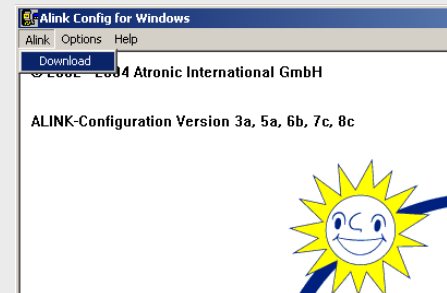 Alink Config for Windows
Alink Options Help
Download
4 Atronic International GmbH
ALINK-Configuration Version 3a, 5a, 6b, 7c, 8c